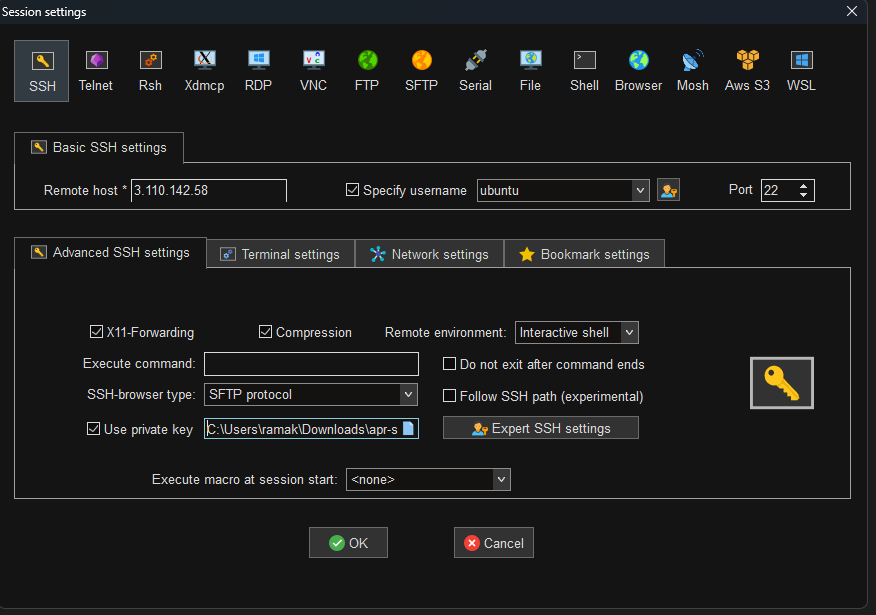 Session settings
SSH Telnet Rsh Xdmcp RDP VNC FTP SFTP Serial File Shell Browser Mosh Aws S3 WSL
Basic SSH settings
Remote host * 3.110.142.58 Specify username ubuntu Port 22
Advanced SSH settings Terminal settings Network settings Bookmark settings
X11-Forwarding Compression Remote environment: Interactive shell
Execute command: Do not exit after command ends
SSH-browser type: SFTP protocol Follow SSH path (experimental)
Use private key C:\Users\ramak\Downloads\apr-s Expert SSH settings
Execute macro at session start: <none>
OK Cancel